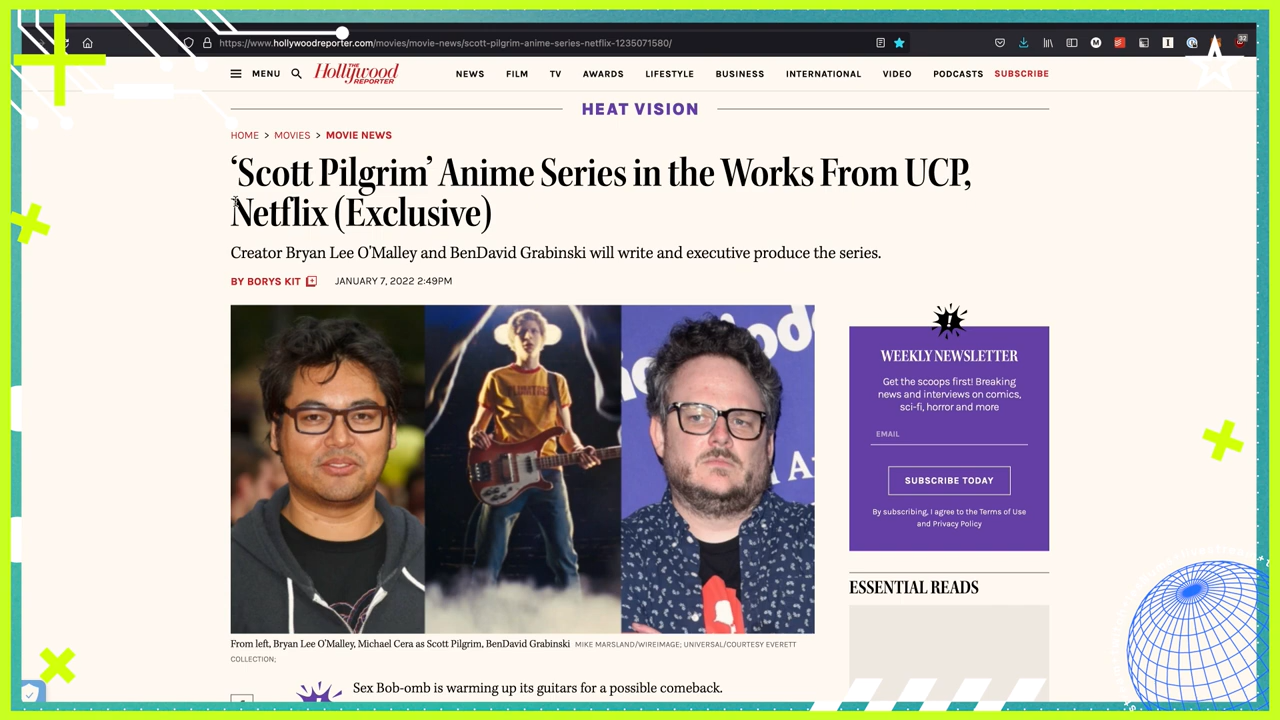 https://www.hollywoodreporter.com/movies/movie-news/scott-pilgrim-anime-series-netflix-1235071580/
32
MENU
THE
Hollywood
REPORTER
NEWS FILM TV AWARDS LIFESTYLE BUSINESS INTERNATIONAL VIDEO PODCASTS SUBSCRIBE
HEAT VISION
HOME > MOVIES > MOVIE NEWS
‘Scott Pilgrim’ Anime Series in the Works From UCP,
Netflix (Exclusive)
Creator Bryan Lee O'Malley and BenDavid Grabinski will write and executive produce the series.
BY BORYS KIT + JANUARY 7, 2022 2:49PM
PLUMTREE
From left, Bryan Lee O'Malley, Michael Cera as Scott Pilgrim, BenDavid Grabinski MIKE MARSLAND/WIREIMAGE; UNIVERSAL/COURTESY EVERETT
COLLECTION;
Sex Bob-omb is warming up its guitars for a possible comeback.
!
WEEKLY NEWSLETTER
Get the scoops first! Breaking
news and interviews on comics,
sci-fi, horror and more
EMAIL
SUBSCRIBE TODAY
By subscribing, I agree to the Terms of Use
and Privacy Policy
ESSENTIAL READS